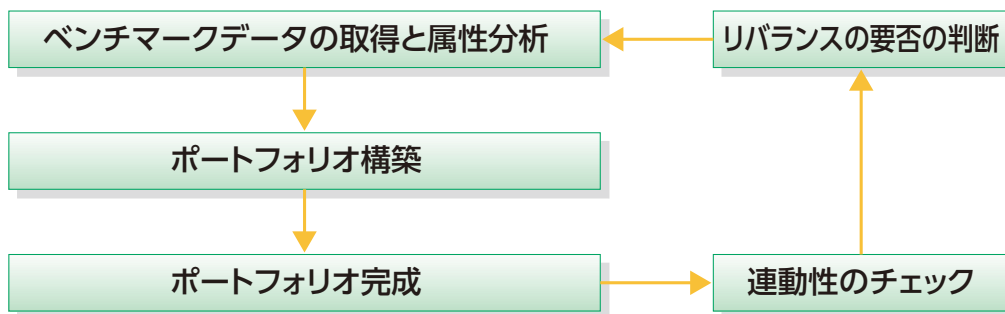 ベンチマークデータの取得と属性分析
リバランスの要否の判断
ポートフォリオ構築
ポートフォリオ完成
連動性のチェック